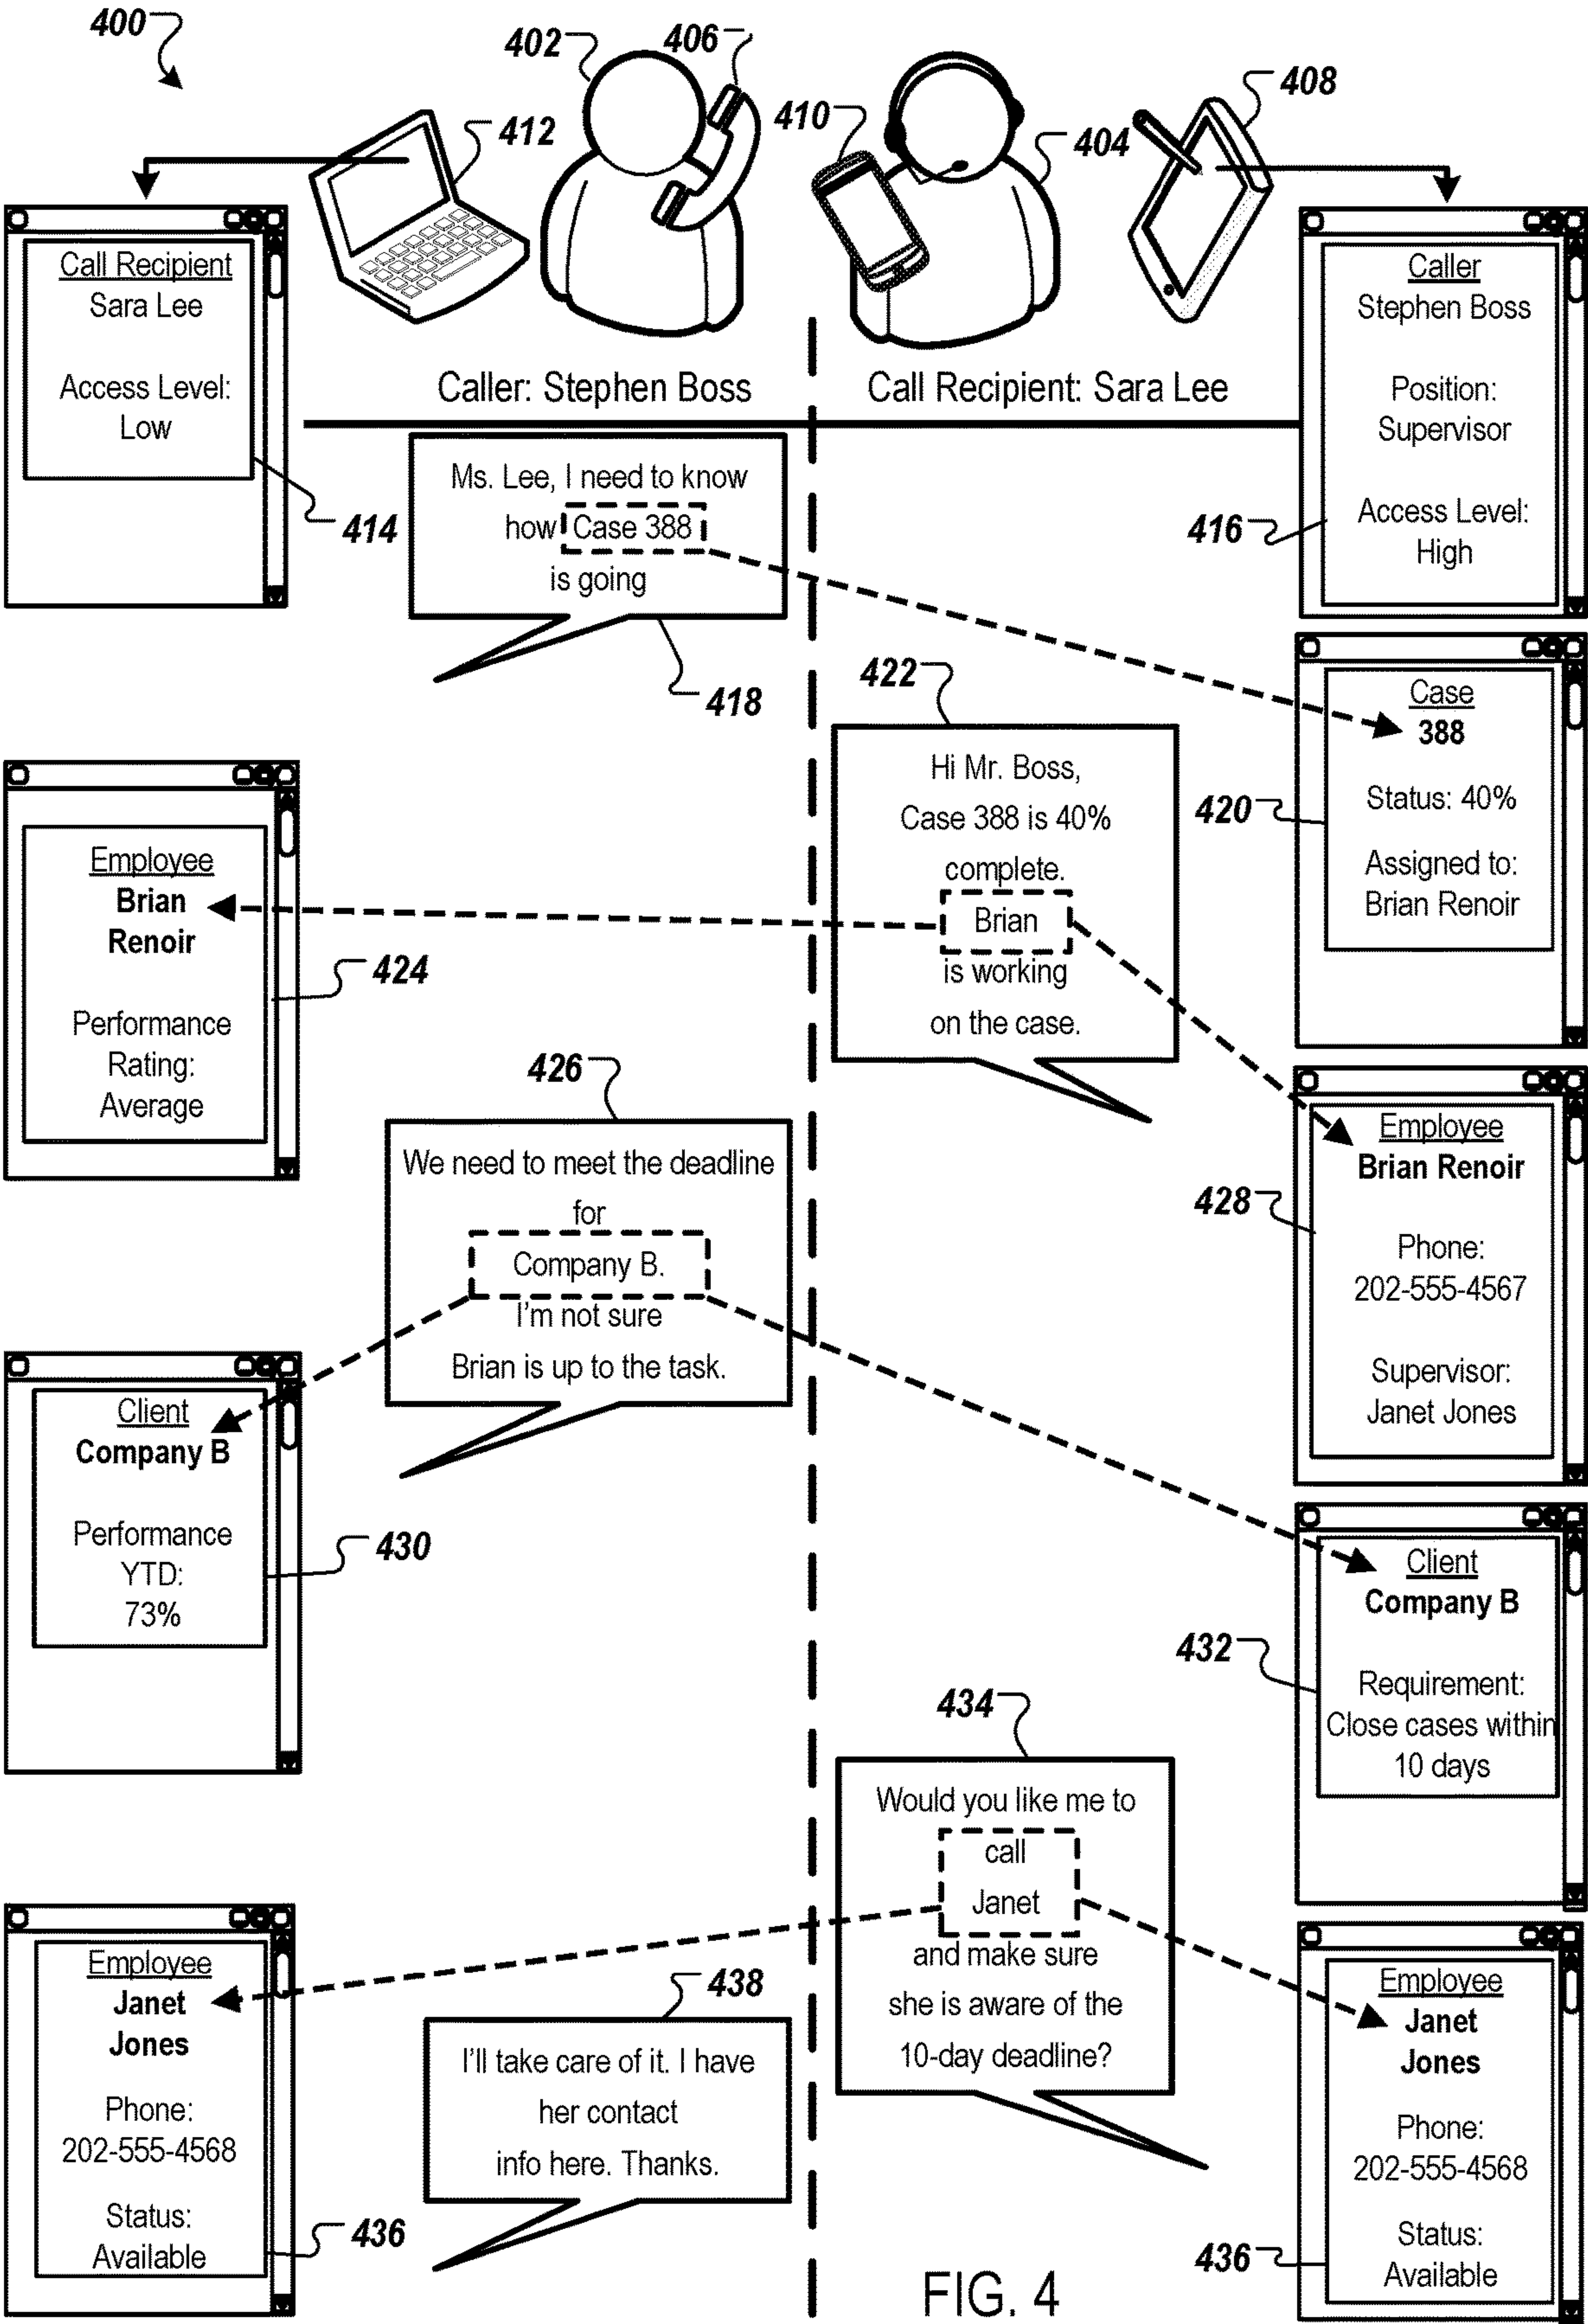 400
402
406
410
408
412
404
Call Recipient
Sara Lee
Access Level:
Low
414
Caller: Stephen Boss
Call Recipient: Sara Lee
Caller
Stephen Boss
Position:
Supervisor
Access Level:
High
416
Ms. Lee, I need to know
how Case 388
is going
418
Case
388
Status: 40%
Assigned to:
Brian Renoir
420
422
Hi Mr. Boss,
Case 388 is 40%
complete.
Brian
is working
on the case.
Employee
Brian
Renoir
Performance
Rating:
Average
424
Employee
Brian Renoir
Phone:
202-555-4567
Supervisor:
Janet Jones
428
426
We need to meet the deadline
for
Company B.
I'm not sure
Brian is up to the task.
Client
Company B
Performance
YTD:
73%
430
Client
Company B
Requirement:
Close cases within
10 days
432
434
Would you like me to
call
Janet
and make sure
she is aware of the
10-day deadline?
Employee
Janet
Jones
Phone:
202-555-4568
Status:
Available
436
438
I'll take care of it. I have
her contact
info here. Thanks.
Employee
Janet
Jones
Phone:
202-555-4568
Status:
Available
436
FIG. 4